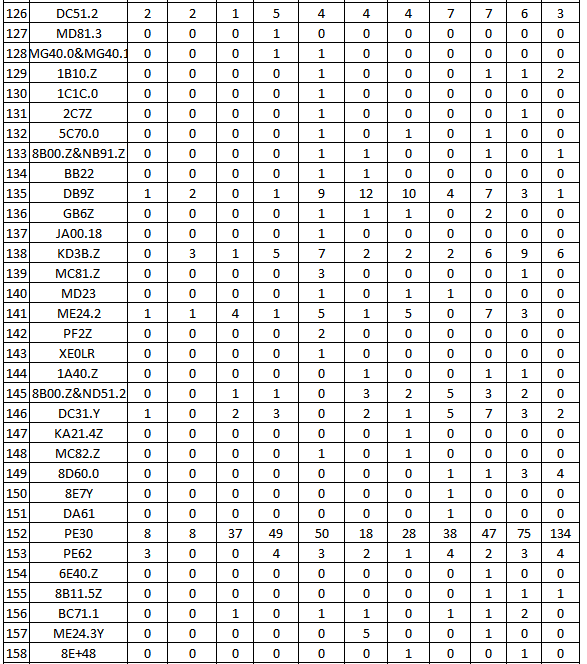 126 DC51.2 2 2 1 5 4 4 4 7 7 6 3
127 MD81.3 0 0 0 1 0 0 0 0 0 0 0
128 MG40.0&MG40.1 0 0 0 1 1 0 0 0 0 0 0
129 1B10.Z 0 0 0 0 1 0 0 0 1 1 2
130 1C1C.0 0 0 0 0 1 0 0 0 0 0 0
131 2C7Z 0 0 0 0 1 0 0 0 0 1 0
132 5C70.0 0 0 0 0 1 0 1 0 1 0 0
133 8B00.Z&NB91.Z 0 0 0 0 1 1 0 0 1 0 1
134 BB22 0 0 0 0 1 1 0 0 0 0 0
135 DB9Z 1 2 0 1 9 12 10 4 7 3 1
136 GB6Z 0 0 0 0 1 1 1 0 2 0 0
137 JA00.18 0 0 0 0 1 0 0 0 0 0 0
138 KD3B.Z 0 3 1 5 7 2 2 2 6 9 6
139 MC81.Z 0 0 0 0 3 0 0 0 0 1 0
140 MD23 0 0 0 0 1 0 1 1 0 0 0
141 ME24.2 1 1 4 1 5 1 5 0 7 3 0
142 PF2Z 0 0 0 0 2 0 0 0 0 0 0
143 XE0LR 0 0 0 0 1 0 0 0 0 0 0
144 1A40.Z 0 0 0 0 0 1 0 0 1 1 0
145 8B00.Z&ND51.2 0 0 1 1 0 3 2 5 3 2 0
146 DC31.Y 1 0 2 3 0 2 1 5 7 3 2
147 KA21.4Z 0 0 0 0 0 0 1 0 0 0 0
148 MC82.Z 0 0 0 0 1 0 1 0 0 0 0
149 8D60.0 0 0 0 0 0 0 0 1 1 3 4
150 8E7Y 0 0 0 0 0 0 0 1 0 0 0
151 DA61 0 0 0 0 0 0 0 1 0 0 0
152 PE30 8 8 37 49 50 18 28 38 47 75 134
153 PE62 3 0 0 4 3 2 1 4 2 3 4
154 6E40.Z 0 0 0 0 0 0 0 0 1 0 0
155 8B11.5Z 0 0 0 0 0 0 0 0 1 1 1
156 BC71.1 0 0 1 0 1 1 0 1 1 2 0
157 ME24.3Y 0 0 0 0 0 5 0 0 1 0 0
158 8E+48 0 0 0 0 0 0 1 0 0 1 0